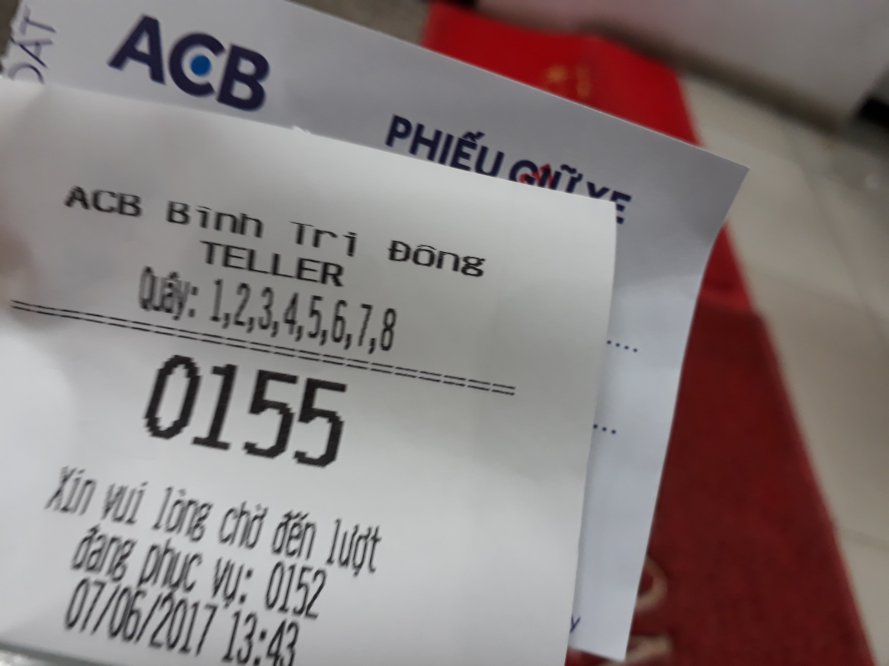 ACB
PHIẾU GIỮ XE
ACB Bình Trị Đông
TELLER
Quầy: 1,2,3,4,5,6,7,8
0155
Xin vui lòng chờ đến lượt
đang phục vụ: 0152
07/06/2017 13:43